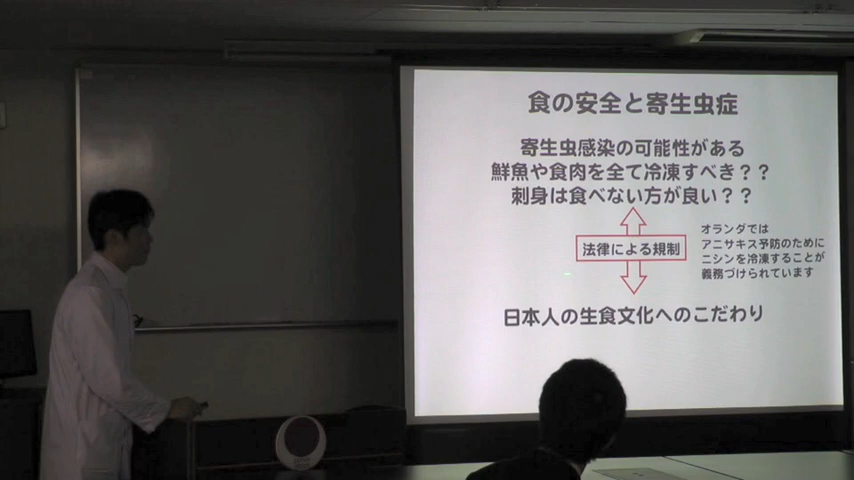 食の安全と寄生虫症
寄生虫感染の可能性がある
鮮魚や食肉を全て冷凍すべき？？
刺身は食べない方が良い？？
法律による規制
オランダでは
アニサキス予防のために
ニシンを冷凍することが
義務づけられています
日本人の生食文化へのこだわり